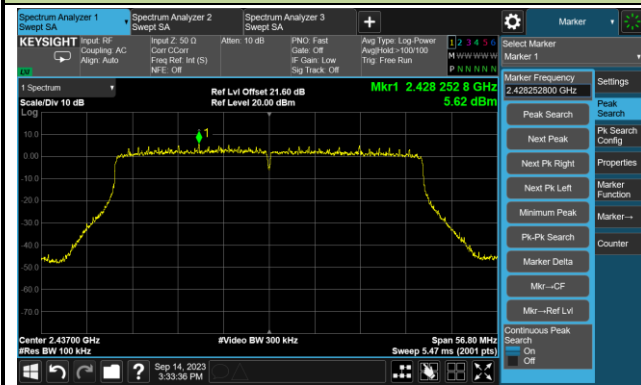 Spectrum Analyzer 1
Swept SA
Spectrum Analyzer 2
Swept SA
Spectrum Analyzer 3
Swept SA
Marker
KEYSIGHT
Input: RF
Coupling: AC
Align: Auto
Input Z: 50 Ω
Corr CCorr
Freq Ref: Int (S)
NFE: Off
Atten: 10 dB
PNO: Fast
Gate: Off
IF Gain: Low
Sig Track: Off
Avg Type: Log-Power
Avg|Hold:>100/100
Trig: Free Run
1 2 3 4 5 6
M W W W W W
P N N N N N
Select Marker
Marker 1
1 Spectrum
Scale/Div 10 dB
Log
Ref Lvl Offset 21.60 dB
Ref Level 20.00 dBm
Mkr1 2.428 252 8 GHz
5.62 dBm
1
10.0
0.00
-10.0
-20.0
-30.0
-40.0
-50.0
-60.0
-70.0
Center 2.43700 GHz
#Res BW 100 kHz
#Video BW 300 kHz
Span 56.80 MHz
Sweep 5.47 ms (2001 pts)
Marker Frequency
2.428252800 GHz
Peak Search
Next Peak
Next Pk Right
Next Pk Left
Minimum Peak
Pk-Pk Search
Marker Delta
Mkr→CF
Mkr→Ref Lvl
Continuous Peak
Search
On
Off
Settings
Peak
Search
Pk Search
Config
Properties
Marker
Function
Marker→
Counter
?
Sep 14, 2023
3:33:36 PM